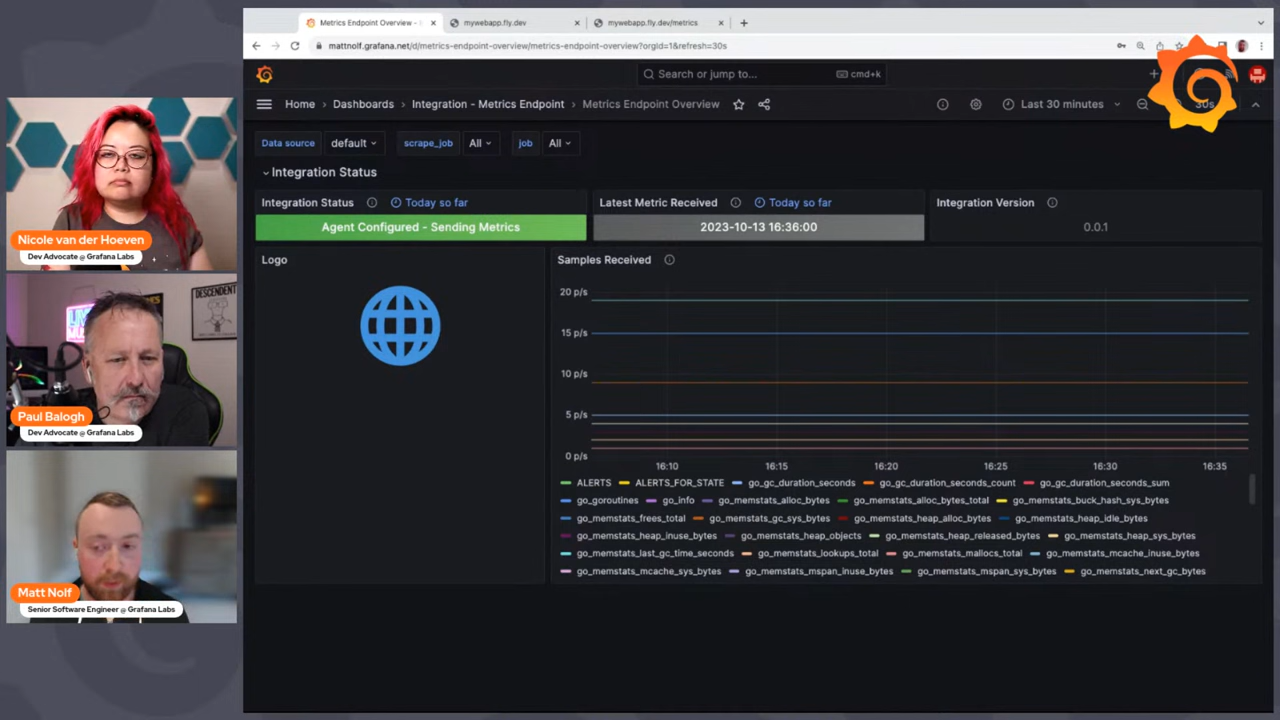 Metrics Endpoint Overview -
mywebapp.fly.dev
mywebapp.fly.dev/metrics
mattnolf.grafana.net/d/metrics-endpoint-overview/metrics-endpoint-overview?orgId=1&refresh=30s
Search or jump to...
cmd+k
Home › Dashboards › Integration - Metrics Endpoint › Metrics Endpoint Overview
Last 30 minutes
30s
Data source default scrape_job All job All
Integration Status
Integration Status Today so far
Agent Configured - Sending Metrics
Latest Metric Received Today so far
2023-10-13 16:36:00
Integration Version
0.0.1
Logo
Samples Received
20 p/s
15 p/s
10 p/s
5 p/s
0 p/s
16:10 16:15 16:20 16:25 16:30 16:35
ALERTS ALERTS_FOR_STATE go_gc_duration_seconds go_gc_duration_seconds_count go_gc_duration_seconds_sum
go_goroutines go_info go_memstats_alloc_bytes go_memstats_alloc_bytes_total go_memstats_buck_hash_sys_bytes
go_memstats_frees_total go_memstats_gc_sys_bytes go_memstats_heap_alloc_bytes go_memstats_heap_idle_bytes
go_memstats_heap_inuse_bytes go_memstats_heap_objects go_memstats_heap_released_bytes go_memstats_heap_sys_bytes
go_memstats_last_gc_time_seconds go_memstats_lookups_total go_memstats_mallocs_total go_memstats_mcache_inuse_bytes
go_memstats_mcache_sys_bytes go_memstats_mspan_inuse_bytes go_memstats_mspan_sys_bytes go_memstats_next_gc_bytes
Nicole van der Hoeven
Dev Advocate @ Grafana Labs
DESCENDENT
Paul Balogh
Dev Advocate @ Grafana Labs
Matt Nolf
Senior Software Engineer @ Grafana Labs